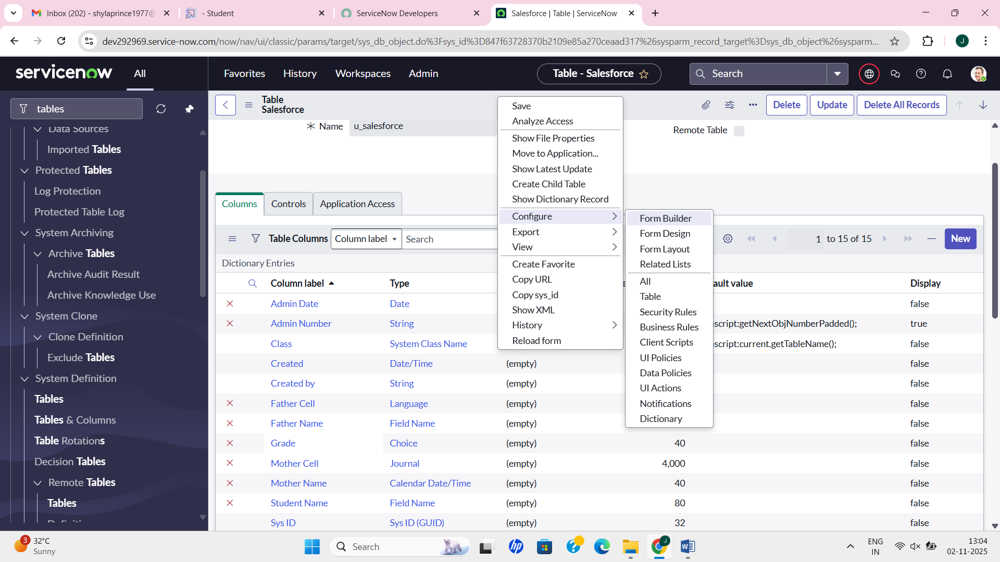 Inbox (202) - shylaprince1977@
- Student
ServiceNow Developers
Salesforce | Table | ServiceNow
dev292969.service-now.com/now/nav/ui/classic/params/target/sys_db_object.do%3Fsys_id%3D847f63728370b2109e85a270ceaad317%26sysparm_record_target%3Dsys_db_object%26sysparm...
J
servicenow
All
Favorites
History
Workspaces
Admin
Table - Salesforce
Search
tables
Data Sources
Imported Tables
Protected Tables
Log Protection
Protected Table Log
System Archiving
Archive Tables
Archive Audit Result
Archive Knowledge Use
System Clone
Clone Definition
Exclude Tables
System Definition
Tables
Tables & Columns
Table Rotations
Decision Tables
Remote Tables
Tables
Table
Salesforce
Delete
Update
Delete All Records
Name
u_salesforce
Remote Table
Columns
Controls
Application Access
Table Columns
Column label
Search
1 to 15 of 15
New
Dictionary Entries
Column label Type ault value Display
Admin Date Date false
Admin Number String script:getNextObjNumberPadded(); true
Class System Class Name script:current.getTableName(); false
Created Date/Time (empty) false
Created by String (empty) false
Father Cell Language (empty) false
Father Name Field Name (empty) false
Grade Choice (empty) 40 false
Mother Cell Journal (empty) 4,000 false
Mother Name Calendar Date/Time (empty) 40 false
Student Name Field Name (empty) 80 false
Sys ID Sys ID (GUID) (empty) 32 false
Save
Analyze Access
Show File Properties
Move to Application...
Show Latest Update
Create Child Table
Show Dictionary Record
Configure
Export
View
Create Favorite
Copy URL
Copy sys_id
Show XML
History
Reload form
Form Builder
Form Design
Form Layout
Related Lists
All
Table
Security Rules
Business Rules
Client Scripts
UI Policies
Data Policies
UI Actions
Notifications
Dictionary
3
32°C
Sunny
Search
ENG
IN
13:04
02-11-2025